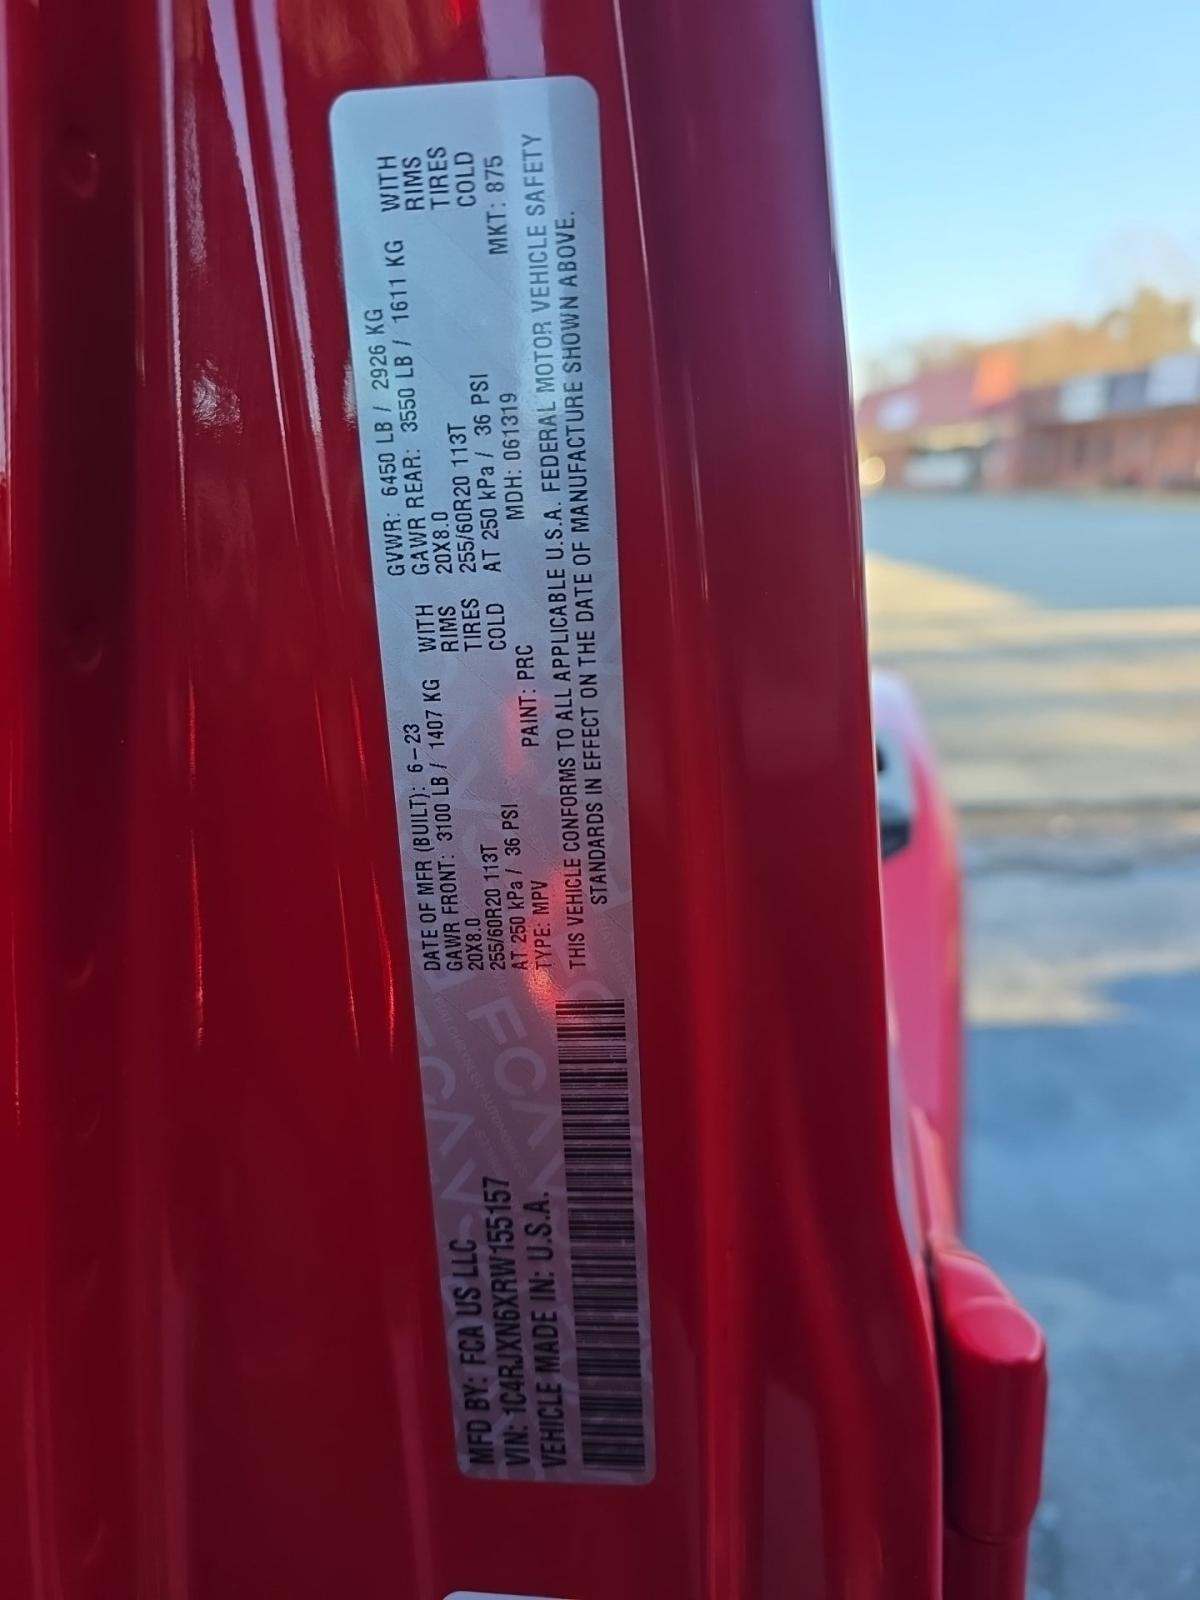 MFD BY: FCA US LLC
VIN: 1C4RJXN6XRW155157
VEHICLE MADE IN: U.S.A.
DATE OF MFR (BUILT): 6-23
GVWR: 6450 LB / 2926 KG
GAWR FRONT: 3100 LB / 1407 KG WITH
20X8.0 RIMS
255/60R20 113T TIRES
AT 250 kPa / 36 PSI COLD
GAWR REAR: 3550 LB / 1611 KG WITH
20X8.0 RIMS
255/60R20 113T TIRES
AT 250 kPa / 36 PSI COLD
TYPE: MPV PAINT: PRC MDH: 061319 MKT: 875
THIS VEHICLE CONFORMS TO ALL APPLICABLE U.S.A. FEDERAL MOTOR VEHICLE SAFETY
STANDARDS IN EFFECT ON THE DATE OF MANUFACTURE SHOWN ABOVE.
FCA